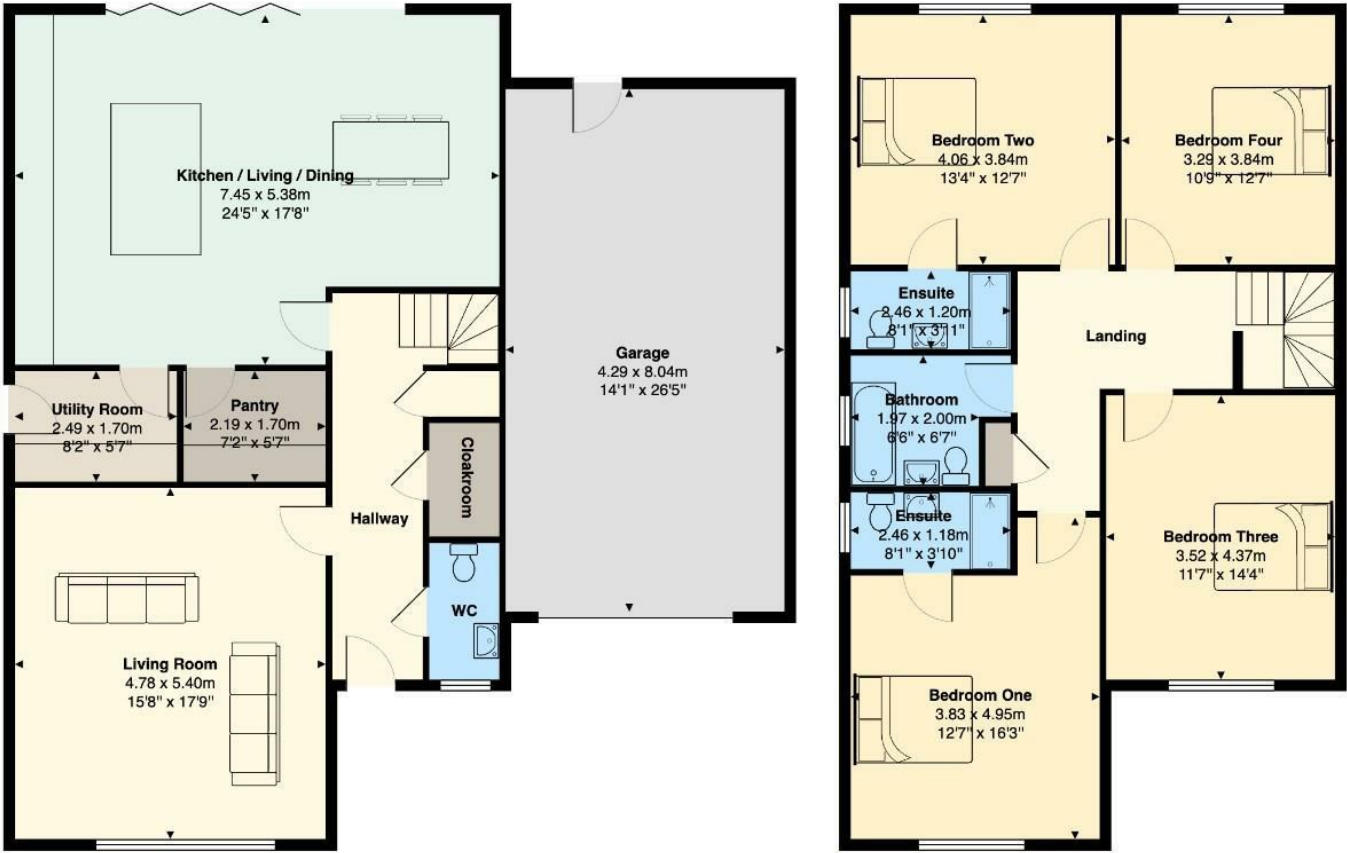 Kitchen / Living / Dining
7.45 x 5.38m
24'5" x 17'8"
Utility Room
2.49 x 1.70m
8'2" x 5'7"
Pantry
2.19 x 1.70m
7'2" x 5'7"
Cloakroom
Hallway
WC
Living Room
4.78 x 5.40m
15'8" x 17'9"
Garage
4.29 x 8.04m
14'1" x 26'5"
Bedroom Two
4.06 x 3.84m
13'4" x 12'7"
Bedroom Four
3.29 x 3.84m
10'9" x 12'7"
Ensuite
2.46 x 1.20m
8'1" x 3'11"
Landing
Bathroom
1.97 x 2.00m
6'6" x 6'7"
Ensuite
2.46 x 1.18m
8'1" x 3'10"
Bedroom Three
3.52 x 4.37m
11'7" x 14'4"
Bedroom One
3.83 x 4.95m
12'7" x 16'3"